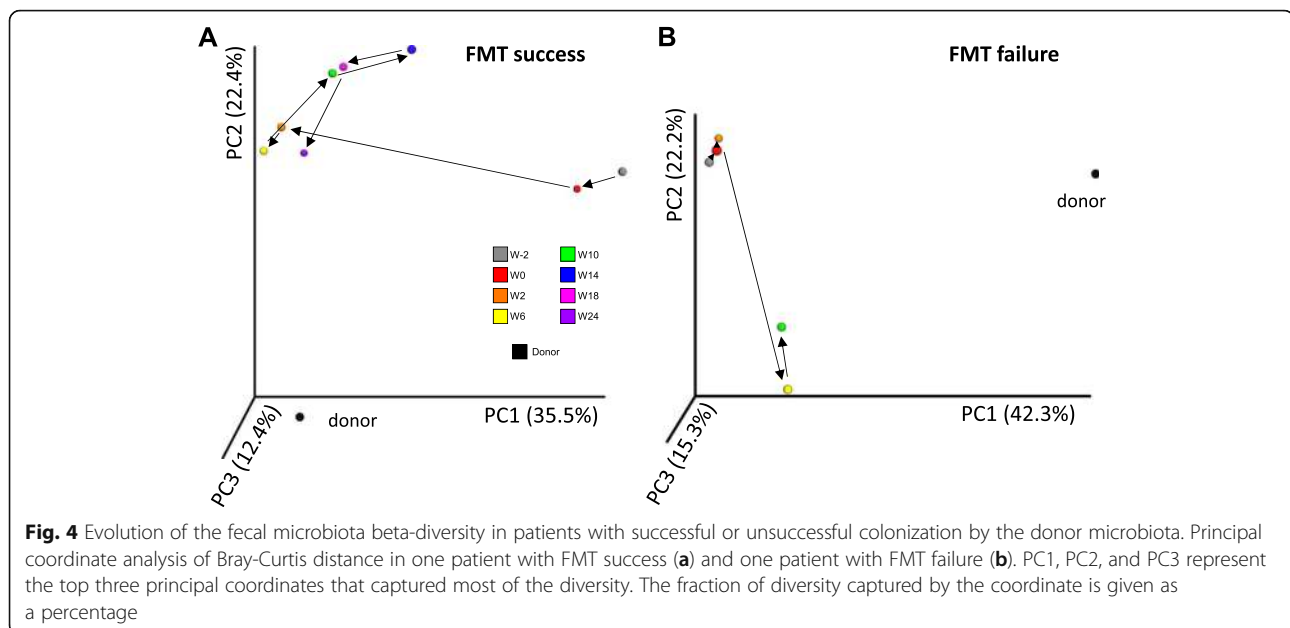 A
FMT success
PC2 (22.4%)
W-2
W0
W2
W6
W10
W14
W18
W24
Donor
donor
PC1 (35.5%)
PC3 (12.4%)
B
FMT failure
PC2 (22.2%)
donor
PC1 (42.3%)
PC3 (15.3%)
Fig. 4 Evolution of the fecal microbiota beta-diversity in patients with successful or unsuccessful colonization by the donor microbiota. Principal
coordinate analysis of Bray-Curtis distance in one patient with FMT success (a) and one patient with FMT failure (b). PC1, PC2, and PC3 represent
the top three principal coordinates that captured most of the diversity. The fraction of diversity captured by the coordinate is given as
a percentage